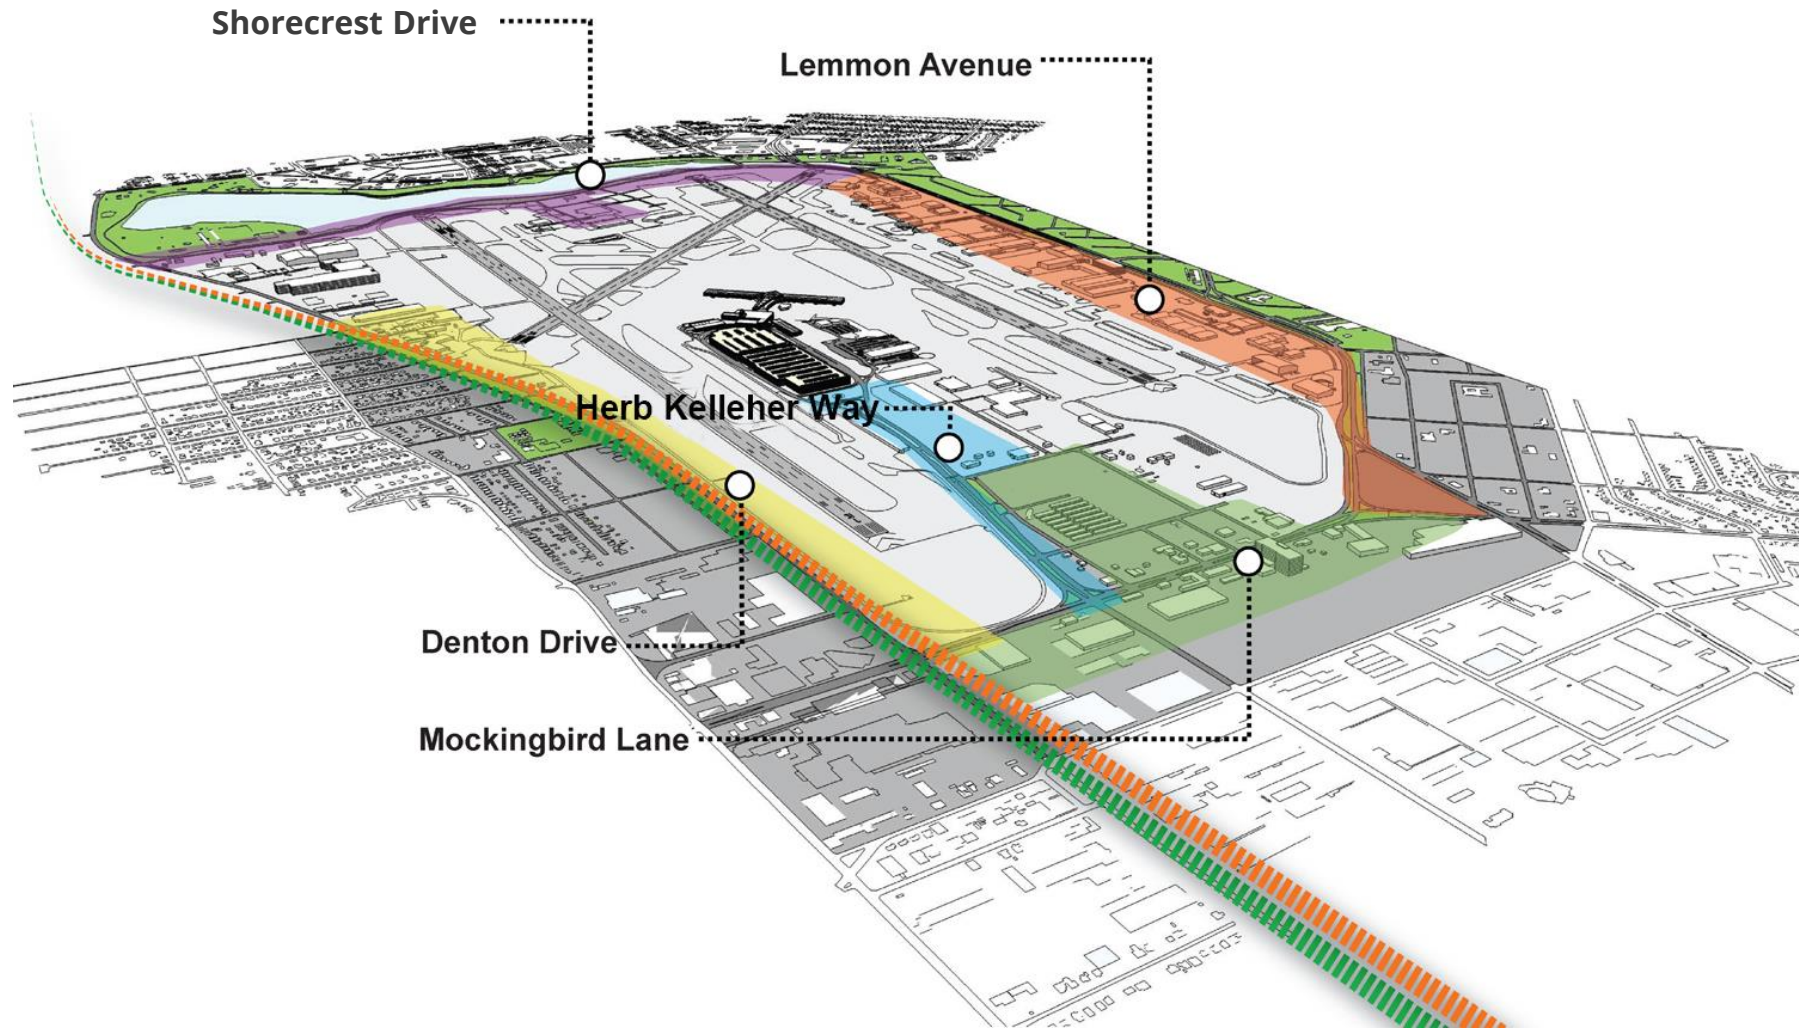 Shorecrest Drive
Lemmon Avenue
Herb Kelleher Way
Denton Drive
Mockingbird Lane